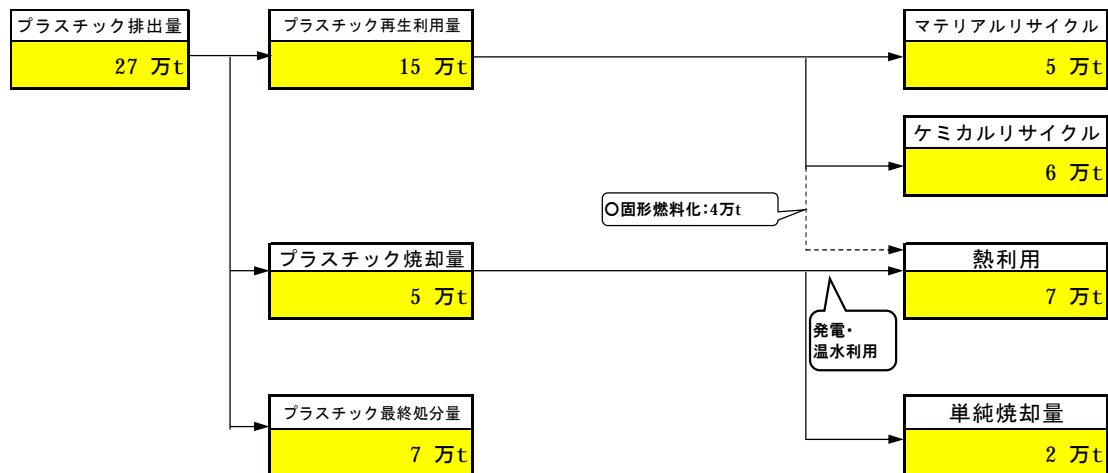 プラスチック排出量
27 万t
プラスチック再生利用量
15 万t
マテリアルリサイクル
5 万t
ケミカルリサイクル
6 万t
〇固形燃料化:4万t
プラスチック焼却量
5 万t
熱利用
7 万t
発電・
温水利用
プラスチック最終処分量
7 万t
単純焼却量
2 万t